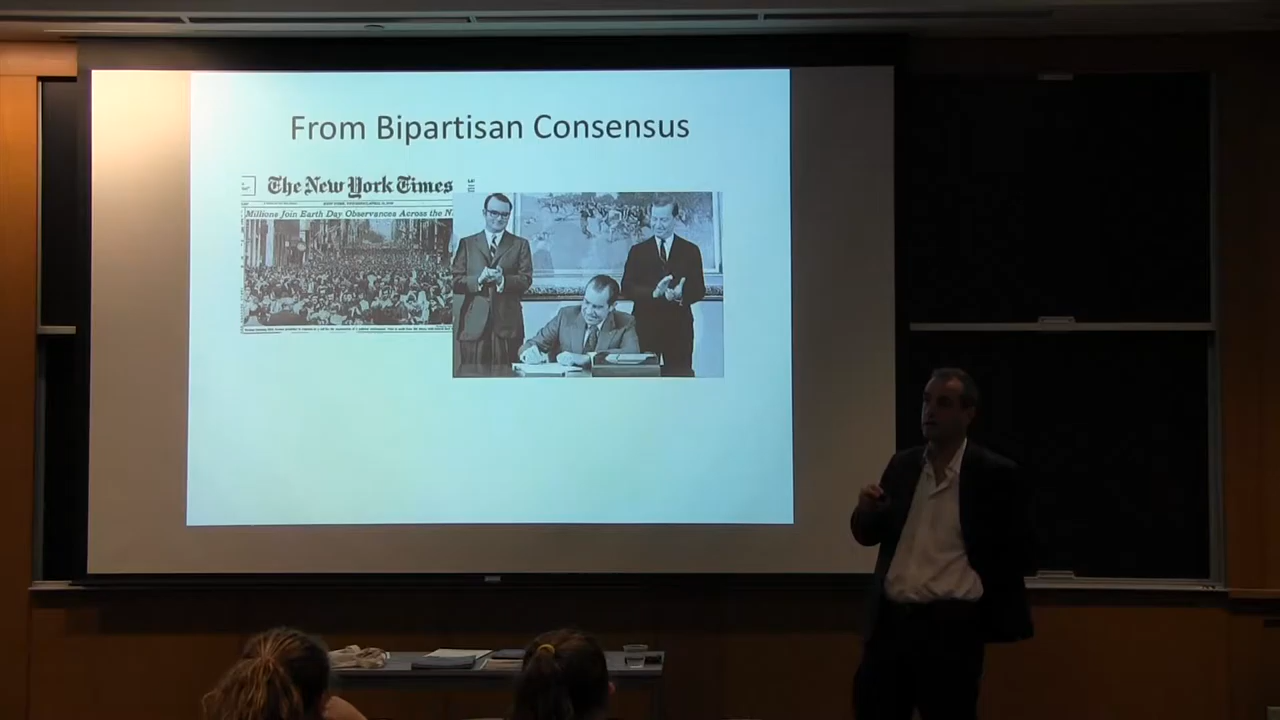 From Bipartisan Consensus
The New York Times
Millions Join Earth Day Observances Across the N